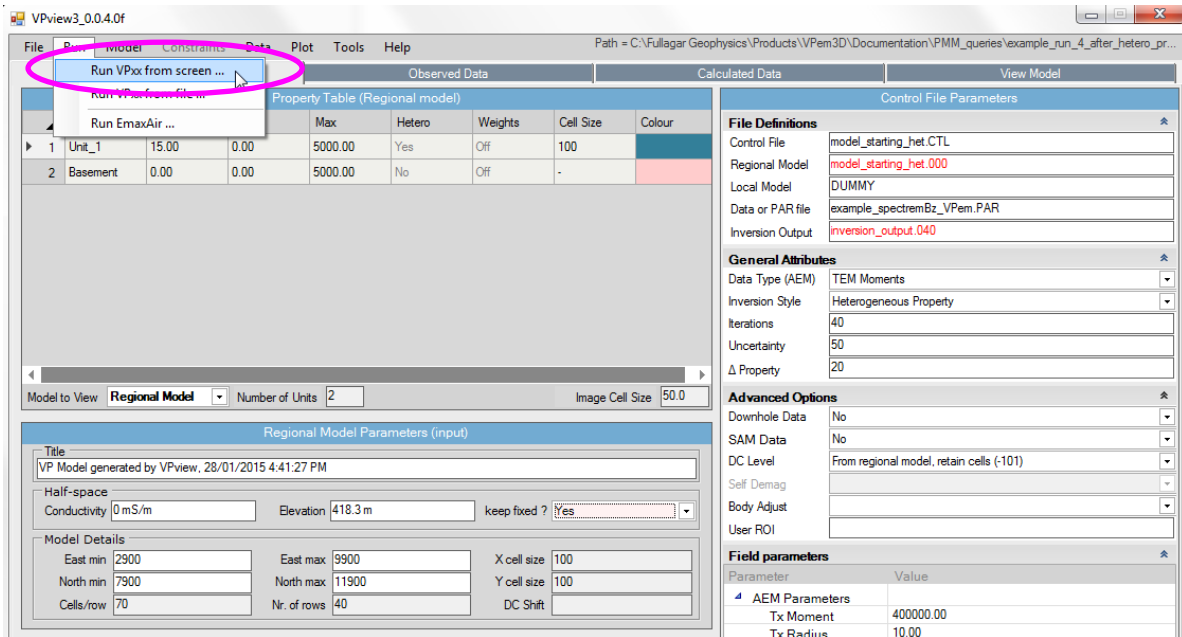 VPview3_0.0.4.0f
File Run Model Constraints Data Plot Tools Help Path = C:\Fullagar Geophysics\Products\VPem3D\Documentation\PMM_queries\example_run_4_after_hetero_pr...
Run VPxx from screen ...
Run VPxx from file ...
Run EmaxAir ...
Observed Data Calculated Data View Model
Property Table (Regional model)
Max Hetero Weights Cell Size Colour
1 Unit_1 15.00 0.00 5000.00 Yes Off 100
2 Basement 0.00 0.00 5000.00 No Off -
Model to View Regional Model Number of Units 2 Image Cell Size 50.0
Regional Model Parameters (input)
Title
VP Model generated by VPview, 28/01/2015 4:41:27 PM
Half-space
Conductivity 0 mS/m Elevation 418.3 m keep fixed ? Yes
Model Details
East min 2900 East max 9900 X cell size 100
North min 7900 North max 11900 Y cell size 100
Cells/row 70 Nr. of rows 40 DC Shift
Control File Parameters
File Definitions
Control File model_starting_het.CTL
Regional Model model_starting_het.000
Local Model DUMMY
Data or PAR file example_spectremBz_VPem.PAR
Inversion Output inversion_output.040
General Attributes
Data Type (AEM) TEM Moments
Inversion Style Heterogeneous Property
Iterations 40
Uncertainty 50
Δ Property 20
Advanced Options
Downhole Data No
SAM Data No
DC Level From regional model, retain cells (-101)
Self Demag
Body Adjust
User ROI
Field parameters
Parameter Value
AEM Parameters
Tx Moment 400000.00
Tx Radius 10.00